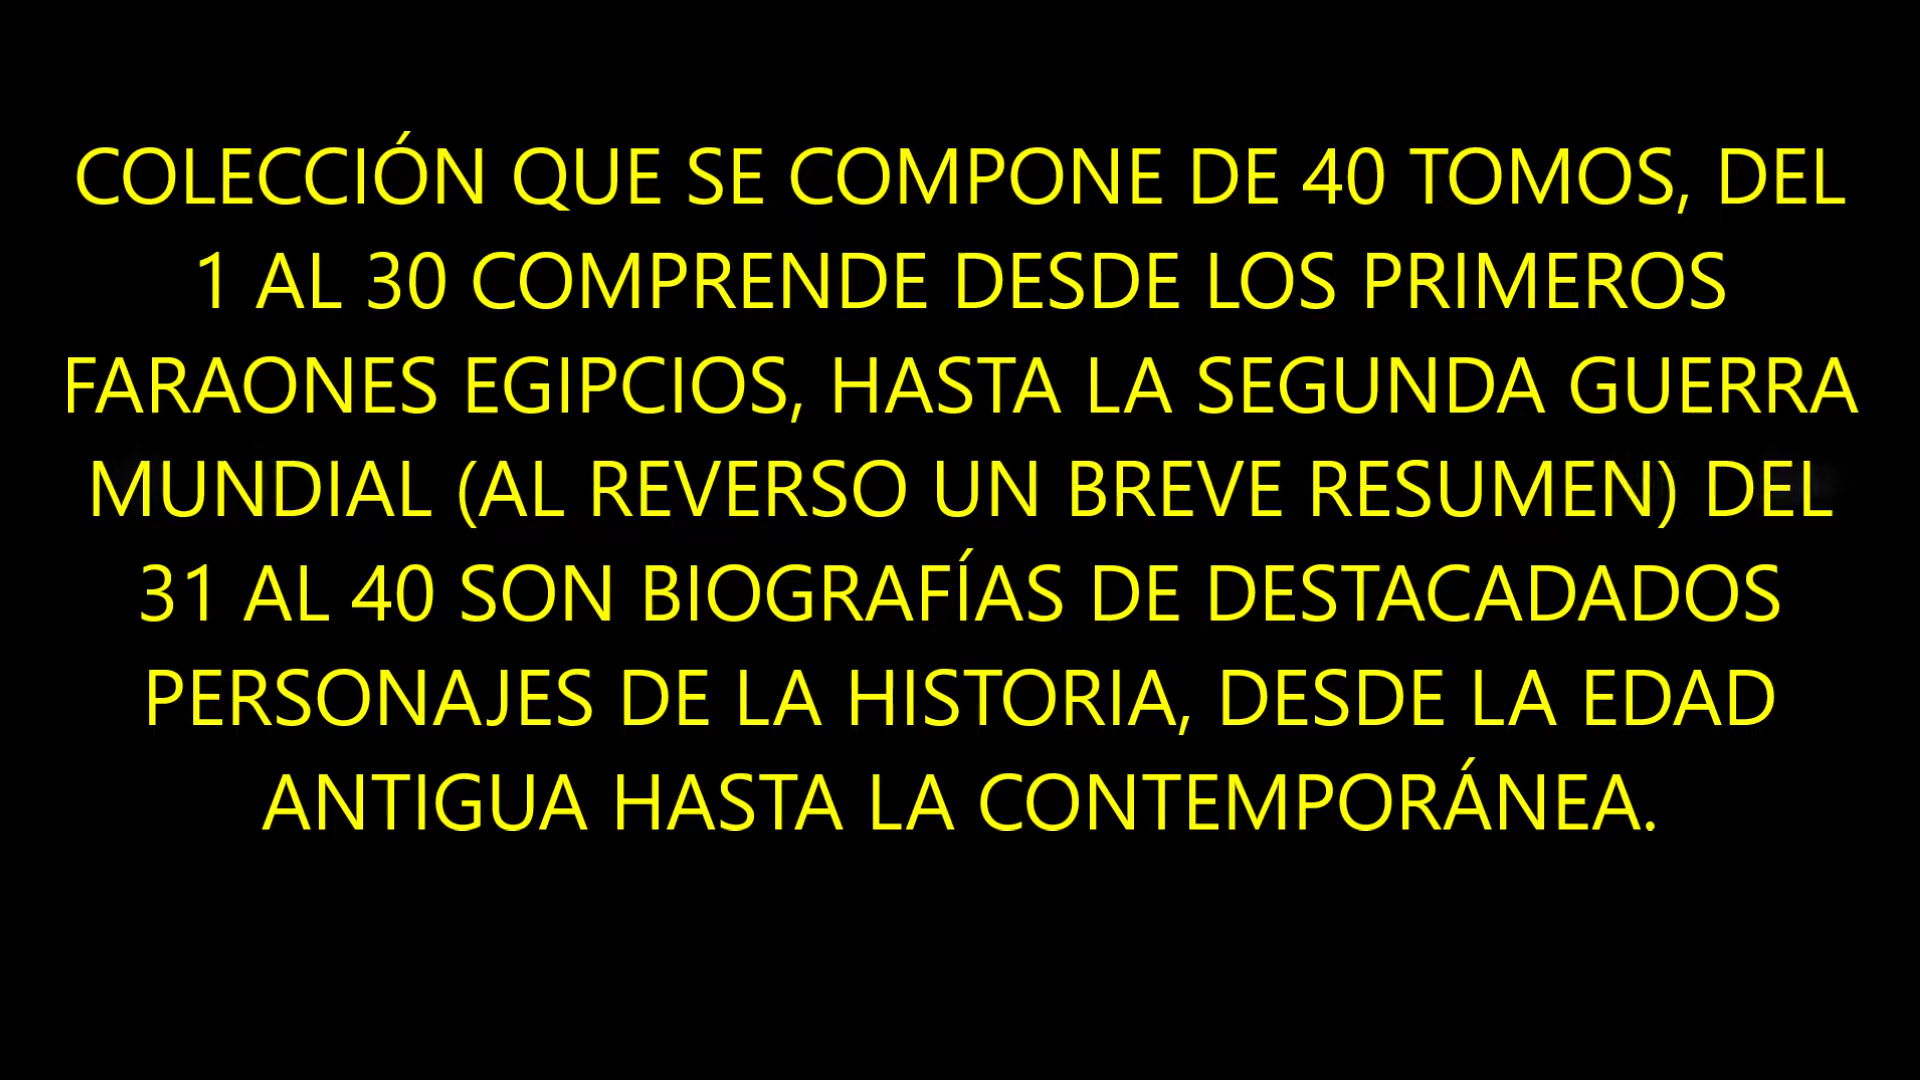 COLECCIÓN QUE SE COMPONE DE 40 TOMOS, DEL
1 AL 30 COMPRENDE DESDE LOS PRIMEROS
FARAONES EGIPCIOS, HASTA LA SEGUNDA GUERRA
MUNDIAL (AL REVERSO UN BREVE RESUMEN) DEL
31 AL 40 SON BIOGRAFÍAS DE DESTACADADOS
PERSONAJES DE LA HISTORIA, DESDE LA EDAD
ANTIGUA HASTA LA CONTEMPORÁNEA.